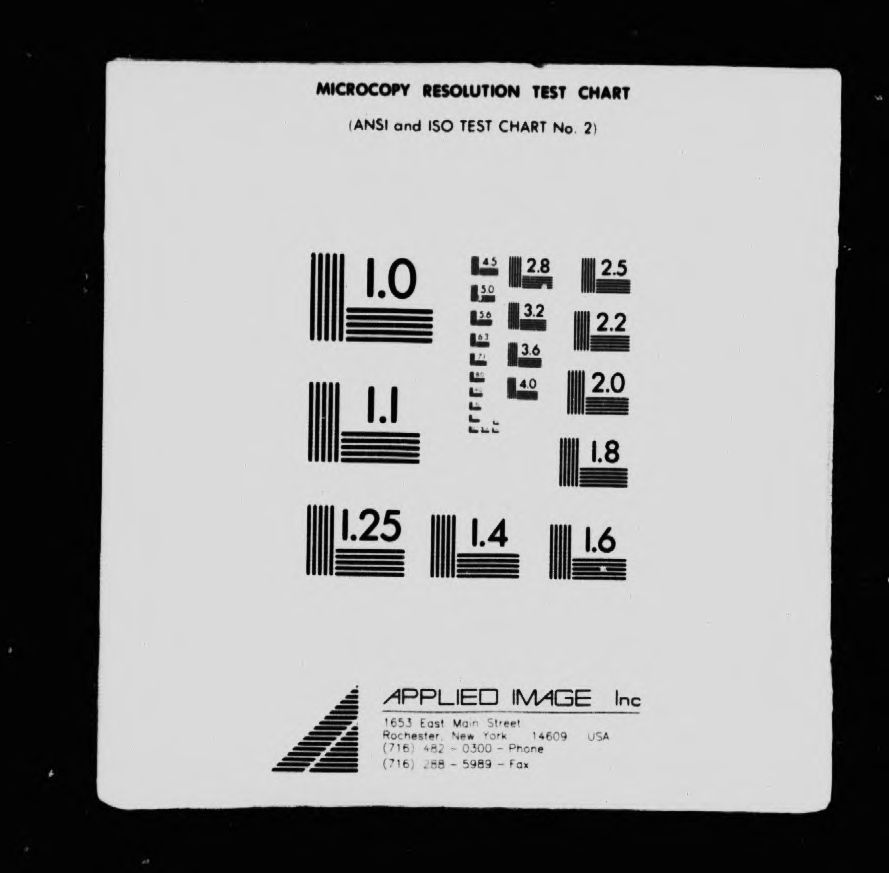 MICROCOPY RESOLUTION TEST CHART
(ANSI and ISO TEST CHART No. 2)
1.0
1.1
1.25
1.4
1.6
1.8
2.0
2.2
2.5
2.8
3.2
3.6
4.0
4.5
5.0
5.6
6.3
7.1
APPLIED IMAGE Inc
1653 East Main Street
Rochester, New York 14609 USA
(716) 482 - 0300 - Phone
(716) 288 - 5989 - Fax